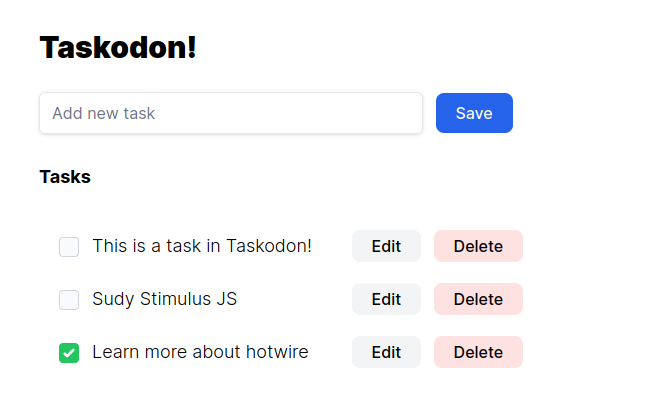 Taskodon!
Add new task Save
Tasks
This is a task in Taskodon! Edit Delete
Sudy Stimulus JS Edit Delete
Learn more about hotwire Edit Delete